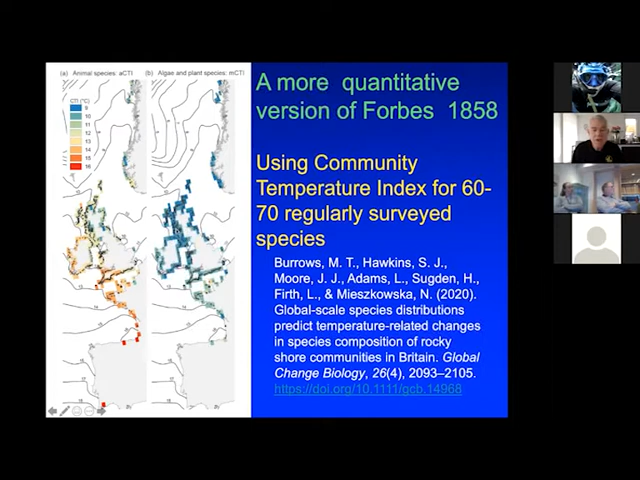 (a) Animal species: aCTI (b) Algae and plant species: mCTI
CTI (°C)
9
10
11
12
13
14
15
16
A more quantitative
version of Forbes 1858
Using Community
Temperature Index for 60-
70 regularly surveyed
species
Burrows, M. T., Hawkins, S. J.,
Moore, J. J., Adams, L., Sugden, H.,
Firth, L., & Mieszkowska, N. (2020).
Global-scale species distributions
predict temperature-related changes
in species composition of rocky
shore communities in Britain. Global
Change Biology, 26(4), 2093–2105.
https://doi.org/10.1111/gcb.14968